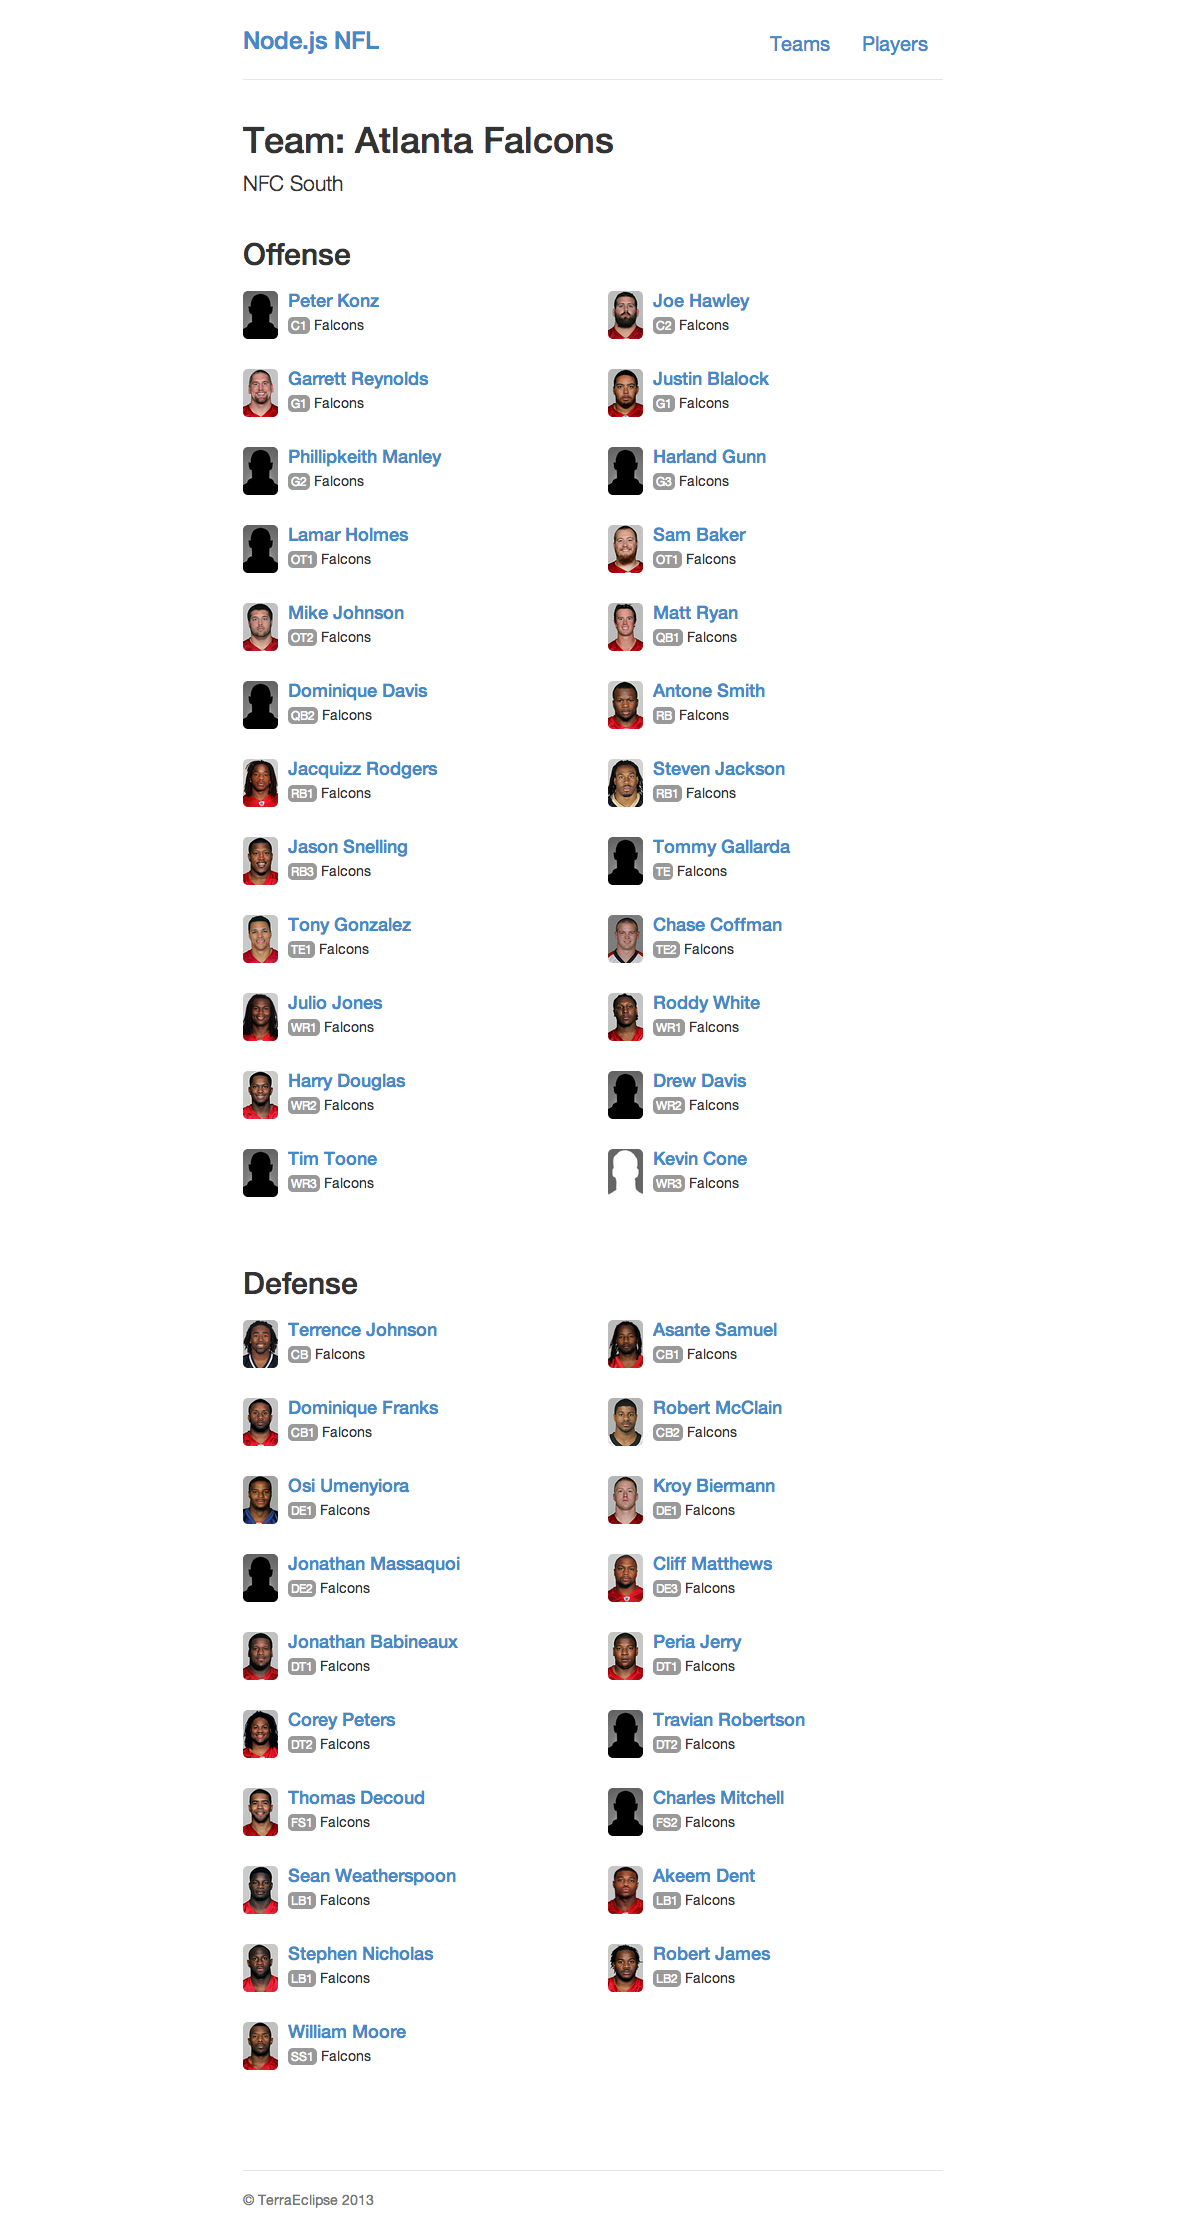 Node.js NFL
Teams Players
Team: Atlanta Falcons
NFC South
Offense
Peter Konz
C1 Falcons
Joe Hawley
C2 Falcons
Garrett Reynolds
G1 Falcons
Justin Blalock
G1 Falcons
Phillipkeith Manley
G2 Falcons
Harland Gunn
G3 Falcons
Lamar Holmes
OT1 Falcons
Sam Baker
OT1 Falcons
Mike Johnson
OT2 Falcons
Matt Ryan
QB1 Falcons
Dominique Davis
QB2 Falcons
Antone Smith
RB Falcons
Jacquizz Rodgers
RB1 Falcons
Steven Jackson
RB1 Falcons
Jason Snelling
RB3 Falcons
Tommy Gallarda
TE Falcons
Tony Gonzalez
TE1 Falcons
Chase Coffman
TE2 Falcons
Julio Jones
WR1 Falcons
Roddy White
WR1 Falcons
Harry Douglas
WR2 Falcons
Drew Davis
WR2 Falcons
Tim Toone
WR3 Falcons
Kevin Cone
WR3 Falcons
Defense
Terrence Johnson
CB Falcons
Asante Samuel
CB1 Falcons
Dominique Franks
CB1 Falcons
Robert McClain
CB2 Falcons
Osi Umenyiora
DE1 Falcons
Kroy Biermann
DE1 Falcons
Jonathan Massaquoi
DE2 Falcons
Cliff Matthews
DE3 Falcons
Jonathan Babineaux
DT1 Falcons
Peria Jerry
DT1 Falcons
Corey Peters
DT2 Falcons
Travian Robertson
DT2 Falcons
Thomas Decoud
FS1 Falcons
Charles Mitchell
FS2 Falcons
Sean Weatherspoon
LB1 Falcons
Akeem Dent
LB1 Falcons
Stephen Nicholas
LB1 Falcons
Robert James
LB2 Falcons
William Moore
SS1 Falcons
© TerraEclipse 2013